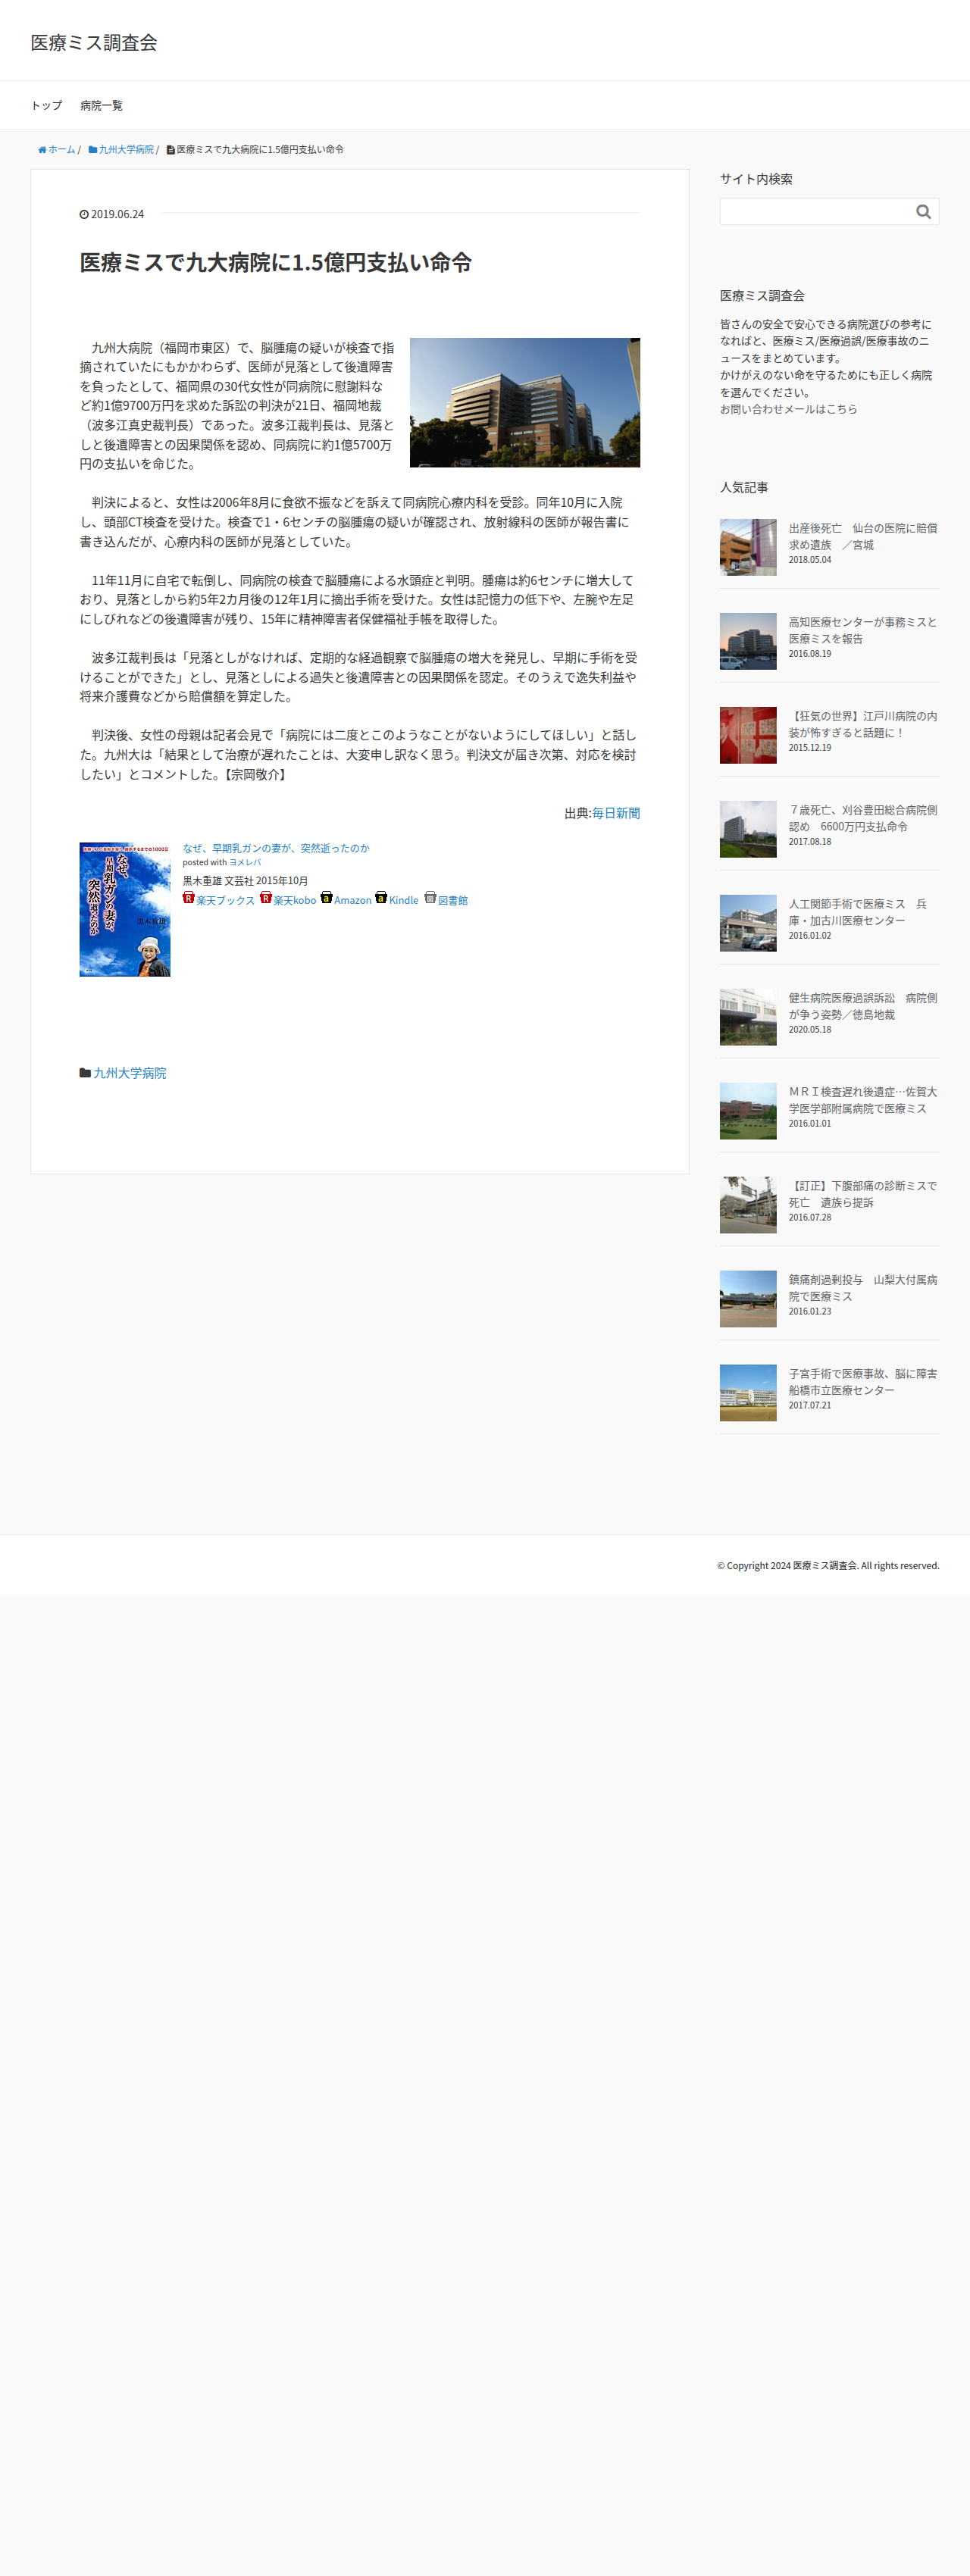 医療ミス調査会
トップ 病院一覧
ホーム / 九州大学病院 / 医療ミスで九大病院に1.5億円支払い命令
2019.06.24
医療ミスで九大病院に1.5億円支払い命令
九州大病院（福岡市東区）で、脳腫瘍の疑いが検査で指
摘されていたにもかかわらず、医師が見落として後遺障害
を負ったとして、福岡県の30代女性が同病院に慰謝料な
ど約1億9700万円を求めた訴訟の判決が21日、福岡地裁
（波多江真史裁判長）であった。波多江裁判長は、見落と
しと後遺障害との因果関係を認め、同病院に約1億5700万
円の支払いを命じた。
判決によると、女性は2006年8月に食欲不振などを訴えて同病院心療内科を受診。同年10月に入院
し、頭部CT検査を受けた。検査で1・6センチの脳腫瘍の疑いが確認され、放射線科の医師が報告書に
書き込んだが、心療内科の医師が見落としていた。
11年11月に自宅で転倒し、同病院の検査で脳腫瘍による水頭症と判明。腫瘍は約6センチに増大して
おり、見落としから約5年2カ月後の12年1月に摘出手術を受けた。女性は記憶力の低下や、左腕や左足
にしびれなどの後遺障害が残り、15年に精神障害者保健福祉手帳を取得した。
波多江裁判長は「見落としがなければ、定期的な経過観察で脳腫瘍の増大を発見し、早期に手術を受
けることができた」とし、見落としによる過失と後遺障害との因果関係を認定。そのうえで逸失利益や
将来介護費などから賠償額を算定した。
判決後、女性の母親は記者会見で「病院には二度とこのようなことがないようにしてほしい」と話し
た。九州大は「結果として治療が遅れたことは、大変申し訳なく思う。判決文が届き次第、対応を検討
したい」とコメントした。【宗岡敬介】
出典:毎日新聞
なぜ、早期乳ガンの妻が、突然逝ったのか
posted with ヨメレバ
黒木重雄 文芸社 2015年10月
楽天ブックス 楽天kobo Amazon Kindle 図書館
なぜ、
早期乳ガンの妻が、
突然逝ったのか
黒木重雄
九州大学病院
サイト内検索
医療ミス調査会
皆さんの安全で安心できる病院選びの参考に
なればと、医療ミス/医療過誤/医療事故のニ
ュースをまとめています。
かけがえのない命を守るためにも正しく病院
を選んでください。
お問い合わせメールはこちら
人気記事
出産後死亡　仙台の医院に賠償
求め遺族　／宮城
2018.05.04
高知医療センターが事務ミスと
医療ミスを報告
2016.08.19
【狂気の世界】江戸川病院の内
装が怖すぎると話題に！
2015.12.19
７歳死亡、刈谷豊田総合病院側
認め　6600万円支払命令
2017.08.18
人工関節手術で医療ミス　兵
庫・加古川医療センター
2016.01.02
健生病院医療過誤訴訟　病院側
が争う姿勢／徳島地裁
2020.05.18
ＭＲＩ検査遅れ後遺症…佐賀大
学医学部附属病院で医療ミス
2016.01.01
【訂正】下腹部痛の診断ミスで
死亡　遺族ら提訴
2016.07.28
鎮痛剤過剰投与　山梨大付属病
院で医療ミス
2016.01.23
子宮手術で医療事故、脳に障害
船橋市立医療センター
2017.07.21
© Copyright 2024 医療ミス調査会. All rights reserved.